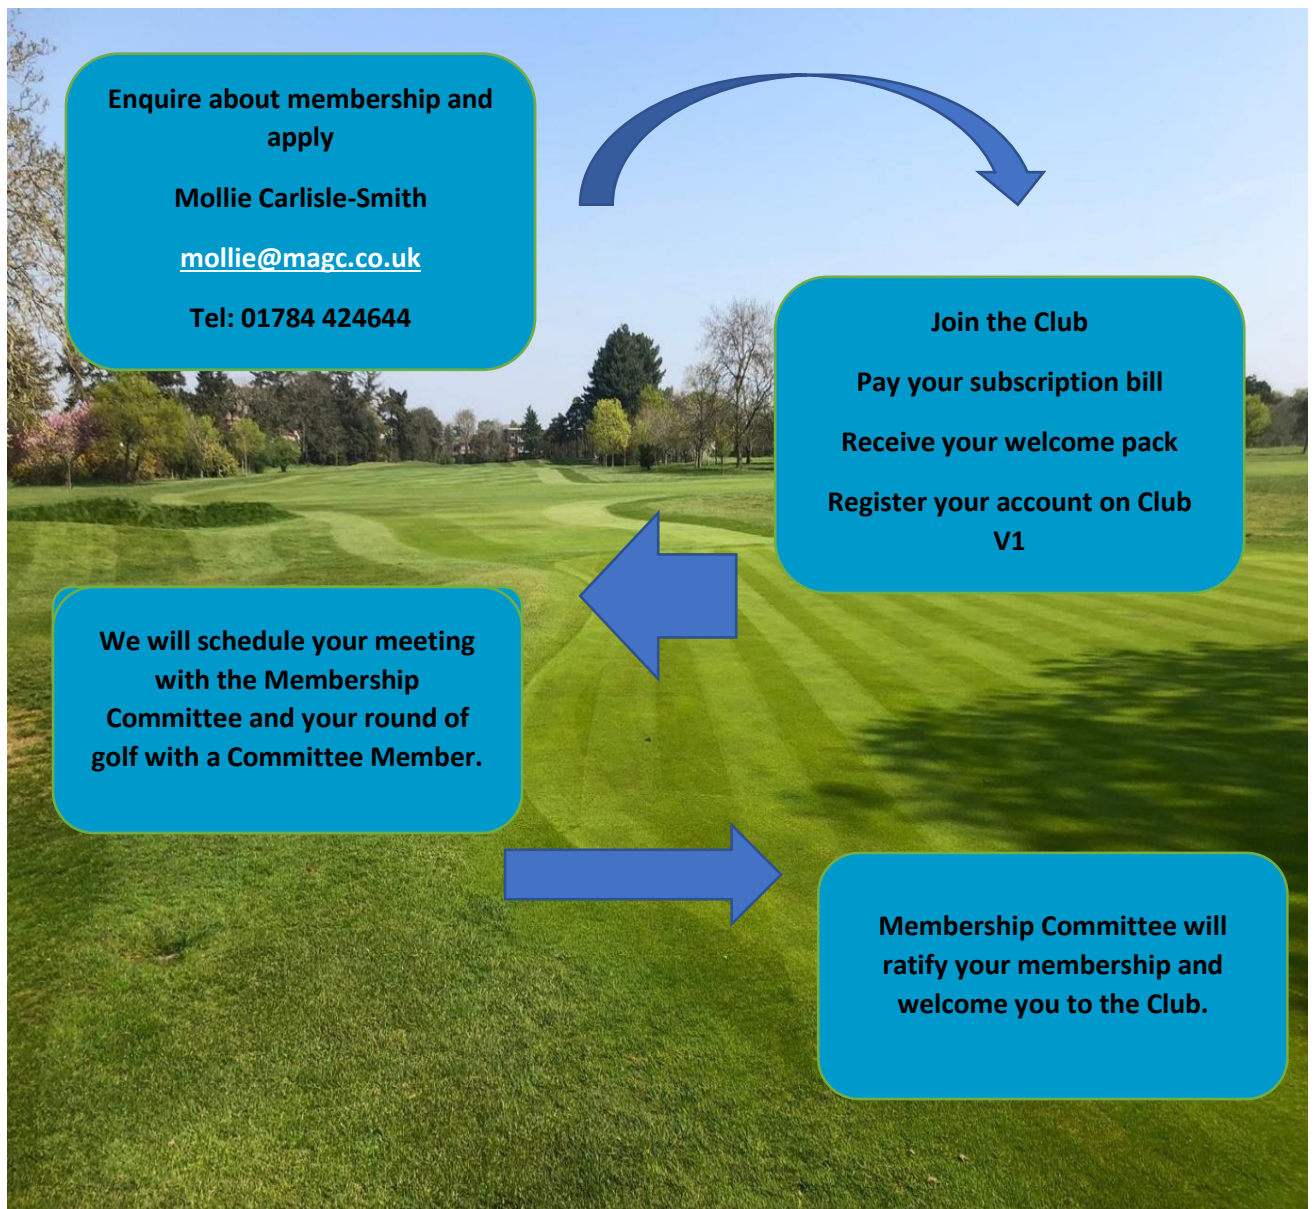 Enquire about membership and
apply
Mollie Carlisle-Smith
mollie@magc.co.uk
Tel: 01784 424644
Join the Club
Pay your subscription bill
Receive your welcome pack
Register your account on Club
V1
We will schedule your meeting
with the Membership
Committee and your round of
golf with a Committee Member.
Membership Committee will
ratify your membership and
welcome you to the Club.